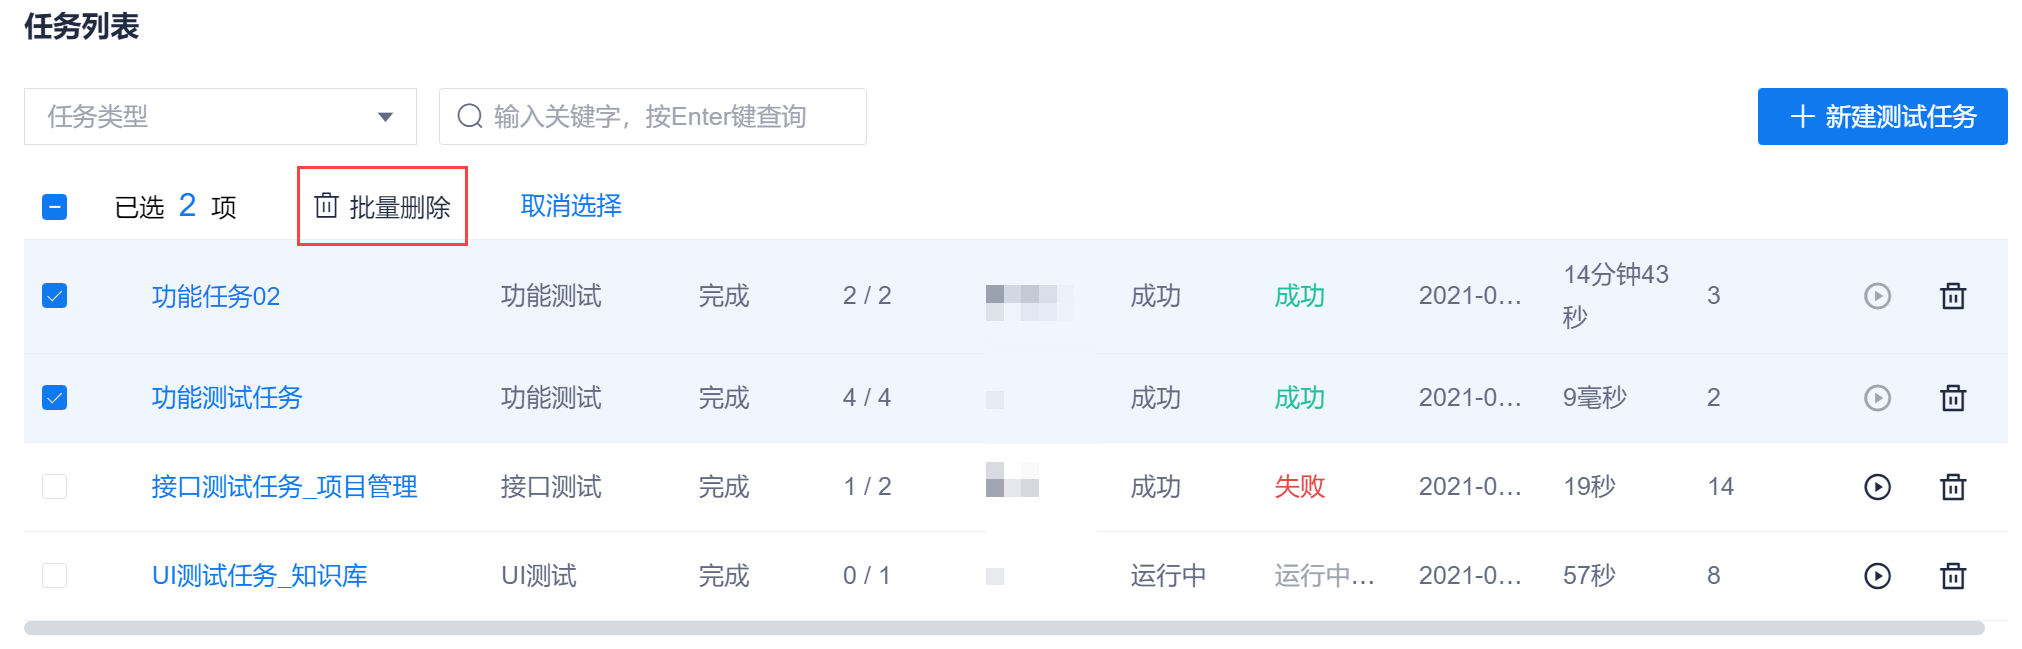 任务列表
任务类型
输入关键字，按Enter键查询
新建测试任务
已选 2 项 批量删除 取消选择
功能任务02 功能测试 完成 2 / 2 成功 成功 2021-0... 14分钟43秒 3
功能测试任务 功能测试 完成 4 / 4 成功 成功 2021-0... 9毫秒 2
接口测试任务_项目管理 接口测试 完成 1 / 2 成功 失败 2021-0... 19秒 14
UI测试任务_知识库 UI测试 完成 0 / 1 运行中 运行中... 2021-0... 57秒 8